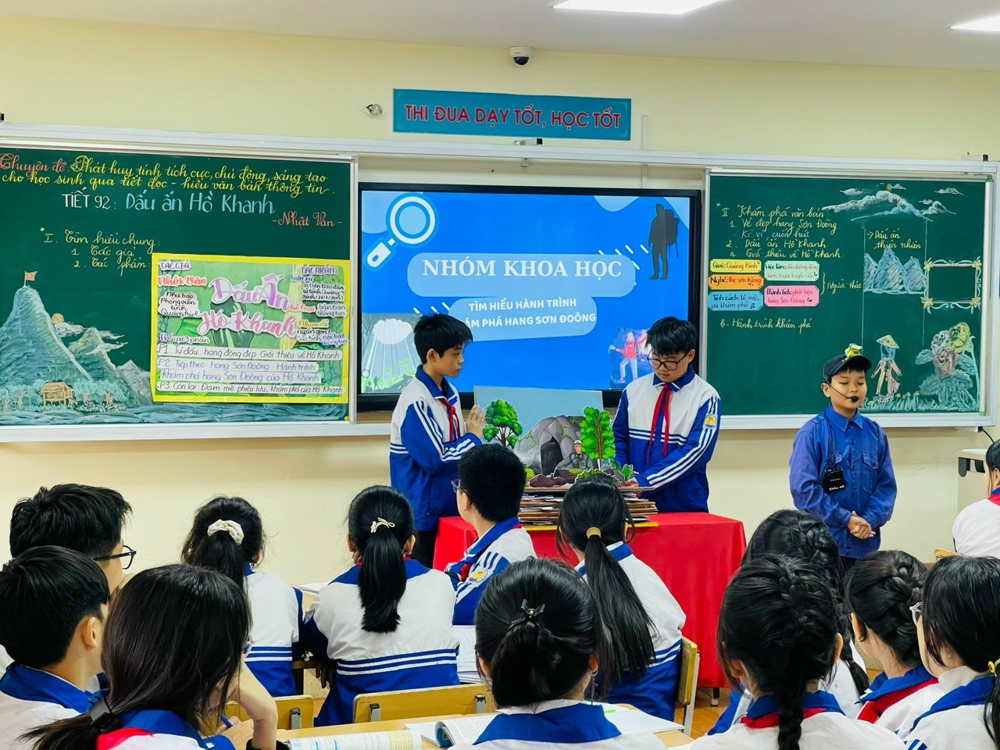 THI ĐUA DẠY TỐT, HỌC TỐT
Chuyên đề: Phát huy tính tích cực, chủ động, sáng tạo
cho học sinh qua tiết đọc - hiểu văn bản thông tin.
TIẾT 92: Dấu ấn Hồ Khanh
- Nhật Văn -
I. Tìm hiểu chung
1. Tác giả
2. Tác phẩm:
TÁC GIẢ
Nhật Văn
Nhà báo
Phóng viên
tỉnh
Quảng Bình
TÁC PHẨM
Dấu Ấn
Hồ Khanh
Bố cục: 3 phần
P1: Từ đầu... hang động đẹp: Giới thiệu về Hồ Khanh
P2: Tiếp theo... hang Sơn Đoòng: Hành trình
khám phá hang Sơn Đoòng của Hồ Khanh
P3: Còn lại: Đam mê phiêu lưu, khám phá của Hồ Khanh
NHÓM KHOA HỌC
TÌM HIỂU HÀNH TRÌNH
ÁM PHÁ HANG SƠN ĐOÒNG
II. Khám phá văn bản
1. Vẻ đẹp hang Sơn Đoòng
Kì vĩ, cuốn hút
2. Dấu ấn Hồ Khanh
a. Giới thiệu về Hồ Khanh:
Quê: Quảng Bình
Nghề: thợ sơn tràng
Tính cách: tò mò,
ưa khám phá
Việc làm: dẫn đường đoàn
Thành tích: phát hiện
hang Sơn Đoòng
Người thắc
b. Hành trình khám phá
→ Dấu ấn
thiên nhiên